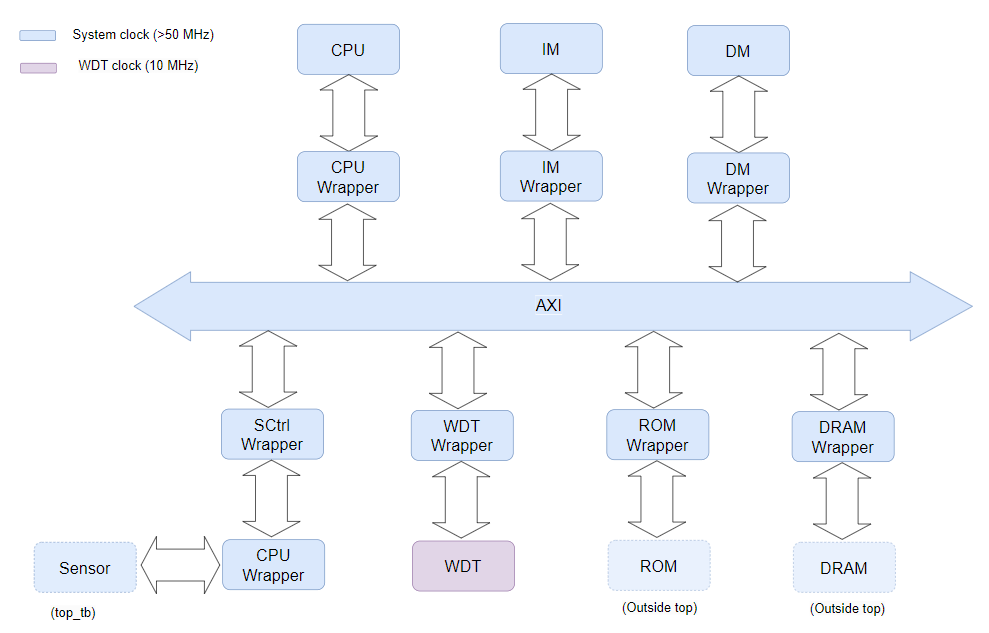 System clock (>50 MHz)
WDT clock (10 MHz)
CPU
IM
DM
CPU
Wrapper
IM
Wrapper
DM
Wrapper
AXI
SCtrl
Wrapper
WDT
Wrapper
ROM
Wrapper
DRAM
Wrapper
Sensor
CPU
Wrapper
WDT
ROM
DRAM
(top_tb)
(Outside top)
(Outside top)